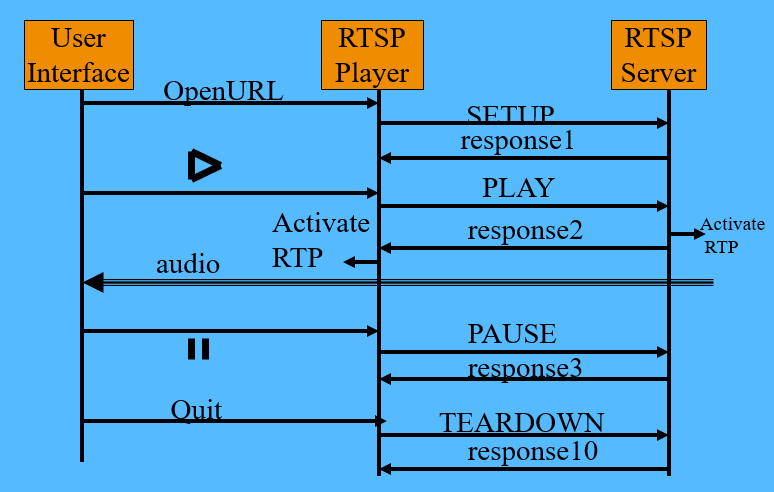 User
Interface
RTSP
Player
RTSP
Server
OpenURL
SETUP
response1
PLAY
Activate
RTP
response2
Activate
RTP
audio
PAUSE
response3
Quit
TEARDOWN
response10